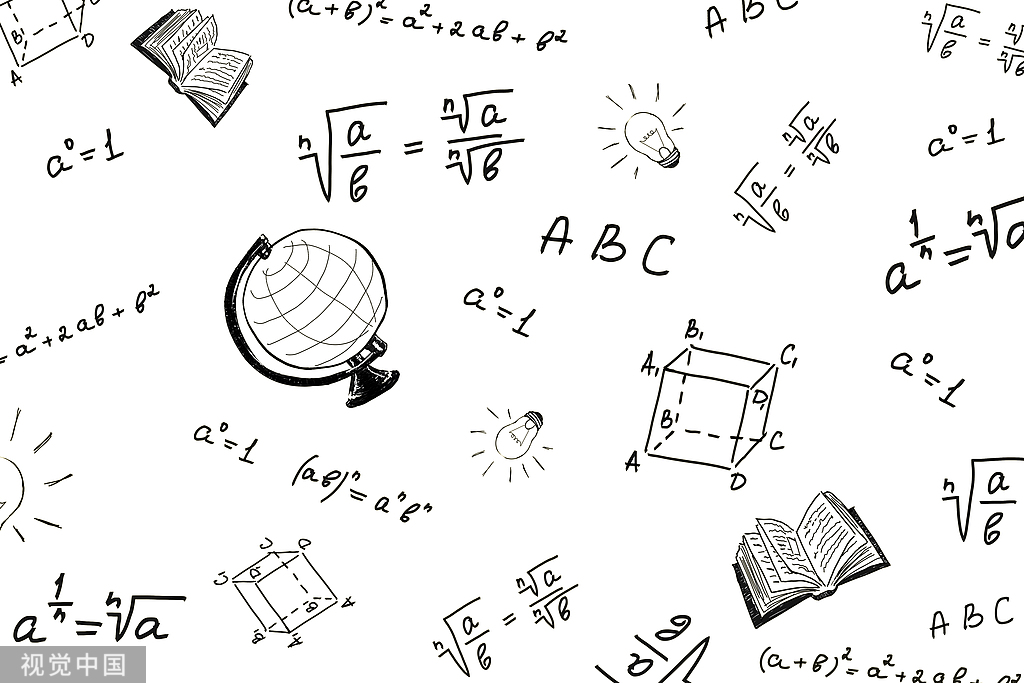 (a+b)² = a² + 2ab + b²
A B C
ⁿ√(a/b) =
B
A
D
a⁰ = 1
ⁿ√(a/b) = ⁿ√a / ⁿ√b
ⁿ√(a/b) = ⁿ√a / ⁿ√b
a⁰ = 1
A B C
a^(1/n) = ⁿ√a
= a² + 2ab + b²
a⁰ = 1
B₁
A₁
C₁
D₁
B
C
A
D
a⁰ = 1
a⁰ = 1
(ab)ⁿ = aⁿbⁿ
ⁿ√(a/b)
a^(1/n) = ⁿ√a
ⁿ√(a/b) = ⁿ√a / ⁿ√b
A B C
(a+b)² = a² + 2ab + b²
视觉中国